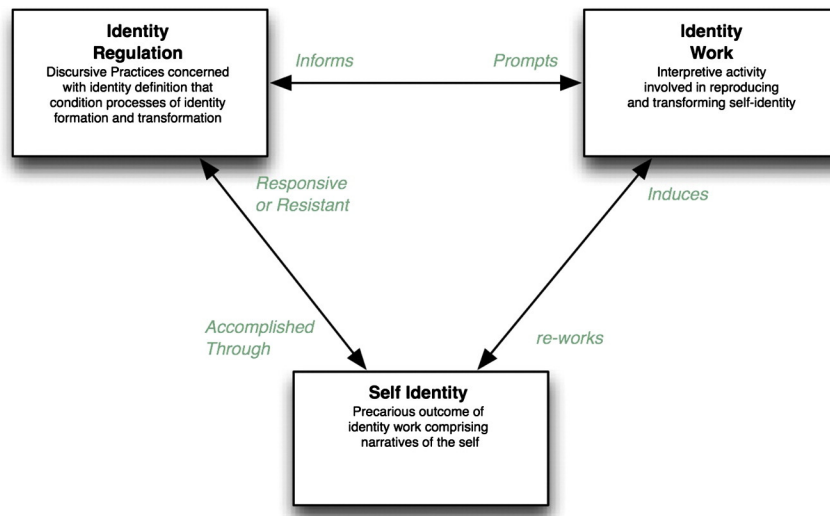 Identity
Regulation
Discursive Practices concerned
with identity definition that
condition processes of identity
formation and transformation
Informs
Prompts
Identity
Work
Interpretive activity
involved in reproducing
and transforming self-identity
Responsive
or Resistant
Induces
Accomplished
Through
re-works
Self Identity
Precarious outcome of
identity work comprising
narratives of the self